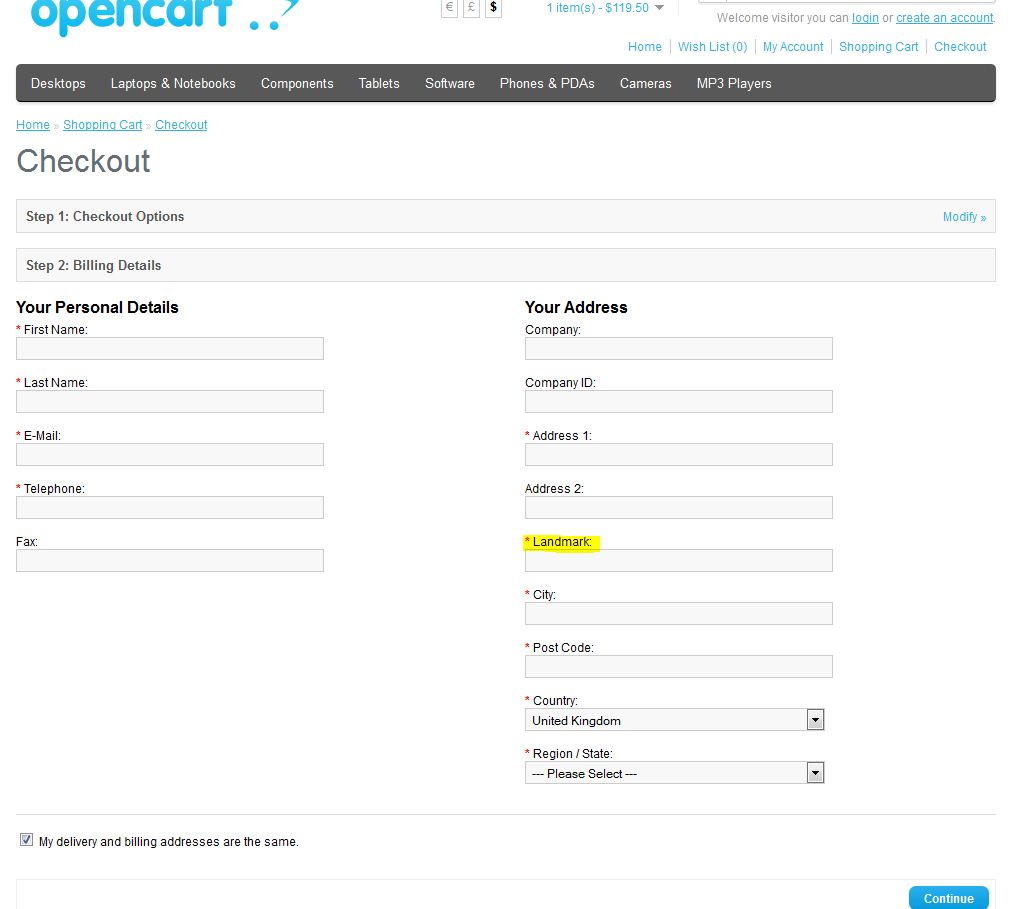 opencart
€ £ $
1 item(s) - $119.50
Welcome visitor you can login or create an account.
Home Wish List (0) My Account Shopping Cart Checkout
Desktops Laptops & Notebooks Components Tablets Software Phones & PDAs Cameras MP3 Players
Home » Shopping Cart » Checkout
Checkout
Step 1: Checkout Options
Modify »
Step 2: Billing Details
Your Personal Details
* First Name:
* Last Name:
* E-Mail:
* Telephone:
Fax:
Your Address
Company:
Company ID:
* Address 1:
Address 2:
* Landmark:
* City:
* Post Code:
* Country:
United Kingdom
* Region / State:
--- Please Select ---
My delivery and billing addresses are the same.
Continue